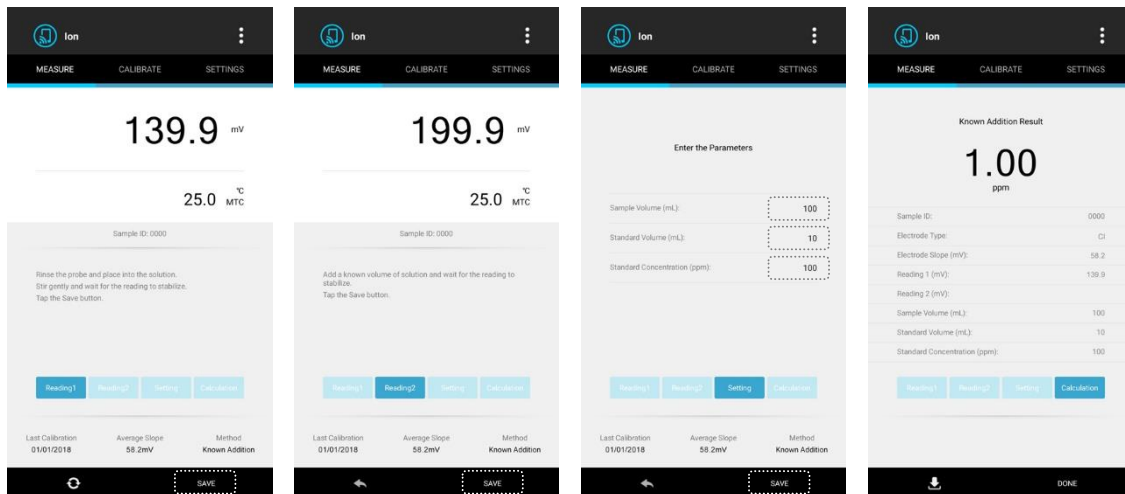 Ion
MEASURE CALIBRATE SETTINGS
139.9 mV
25.0 °C
MTC
Sample ID: 0000
Rinse the probe and place into the solution.
Stir gently and wait for the reading to stabilize.
Tap the Save button.
Reading1 Reading2 Setting Calculation
Last Calibration Average Slope Method
01/01/2018 58.2mV Known Addition
SAVE
Ion
MEASURE CALIBRATE SETTINGS
199.9 mV
25.0 °C
MTC
Sample ID: 0000
Add a known volume of solution and wait for the reading to
stabilize.
Tap the Save button.
Reading1 Reading2 Setting Calculation
Last Calibration Average Slope Method
01/01/2018 58.2mV Known Addition
SAVE
Ion
MEASURE CALIBRATE SETTINGS
Enter the Parameters
Sample Volume (mL): 100
Standard Volume (mL): 10
Standard Concentration (ppm): 100
Reading1 Reading2 Setting Calculation
Last Calibration Average Slope Method
01/01/2018 58.2mV Known Addition
SAVE
Ion
MEASURE CALIBRATE SETTINGS
Known Addition Result
1.00
ppm
Sample ID: 0000
Electrode Type: Cl
Electrode Slope (mV): 58.2
Reading 1 (mV): 139.9
Reading 2 (mV):
Sample Volume (mL): 100
Standard Volume (mL): 10
Standard Concentration (ppm): 100
Reading1 Reading2 Setting Calculation
DONE